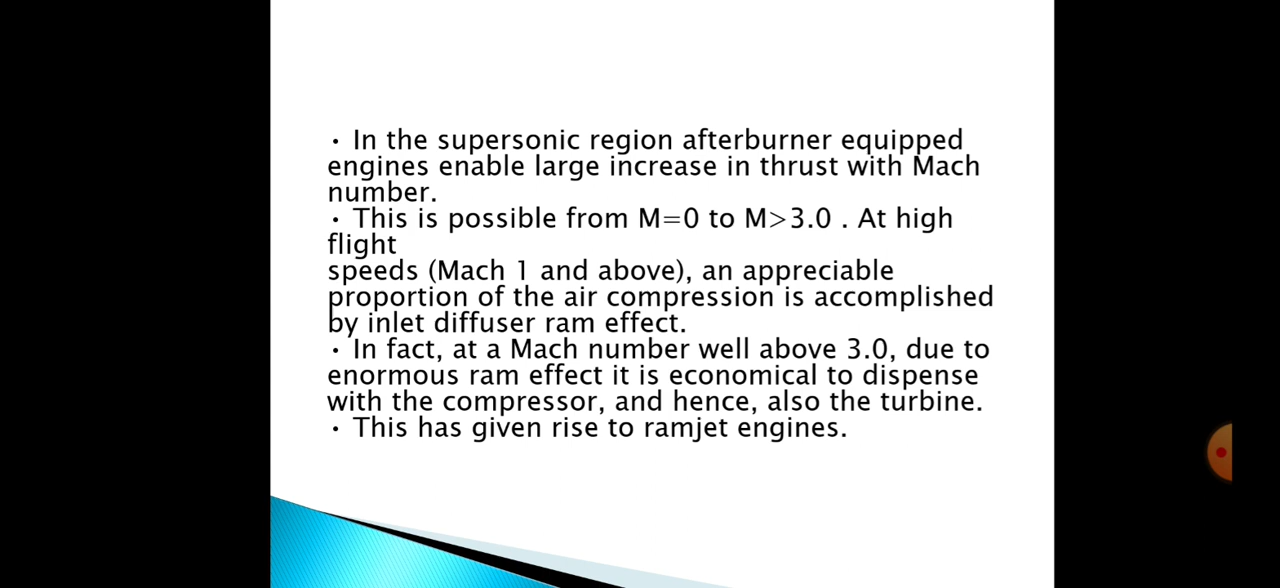 • In the supersonic region afterburner equipped
engines enable large increase in thrust with Mach
number.
• This is possible from M=0 to M>3.0 . At high
flight
speeds (Mach 1 and above), an appreciable
proportion of the air compression is accomplished
by inlet diffuser ram effect.
• In fact, at a Mach number well above 3.0, due to
enormous ram effect it is economical to dispense
with the compressor, and hence, also the turbine.
• This has given rise to ramjet engines.